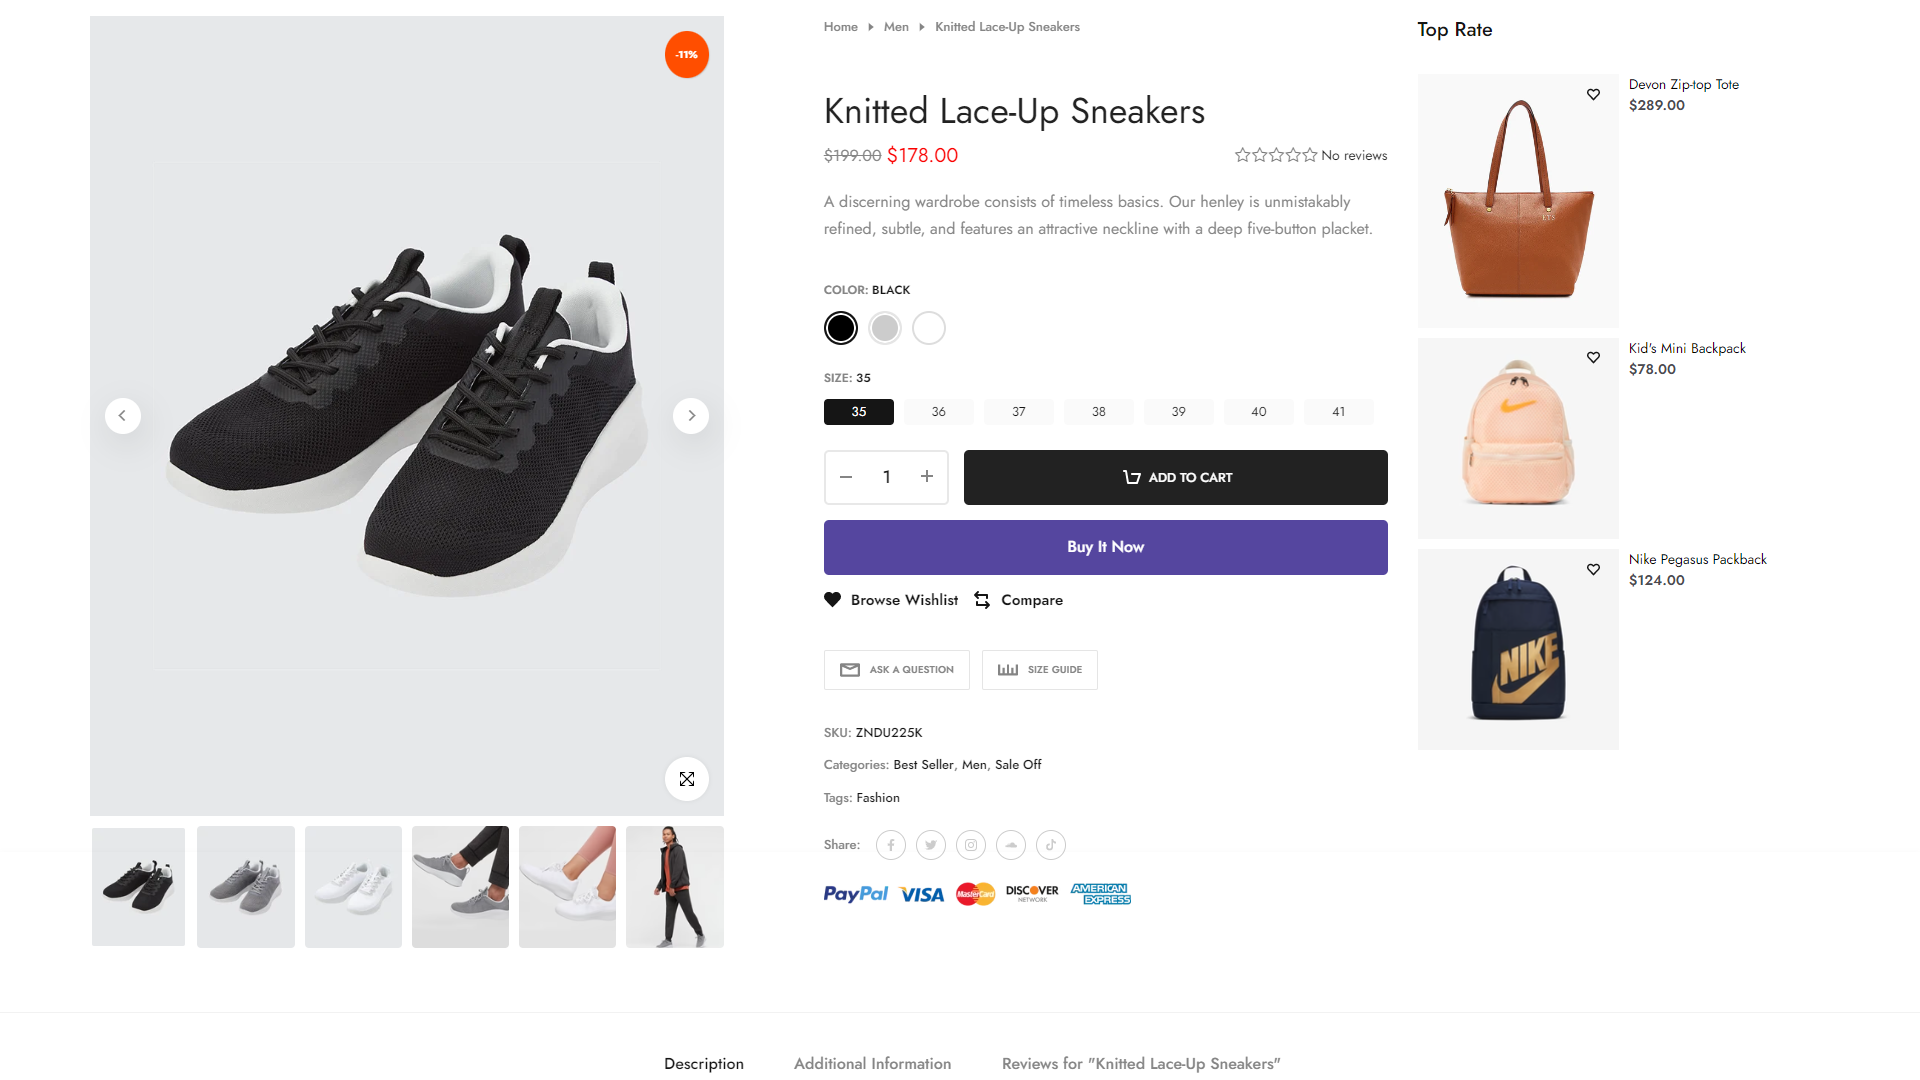 -11%
Home
Men
Knitted Lace-Up Sneakers
Knitted Lace-Up Sneakers
$199.00 $178.00
No reviews
A discerning wardrobe consists of timeless basics. Our henley is unmistakably
refined, subtle, and features an attractive neckline with a deep five-button placket.
COLOR: BLACK
SIZE: 35
35 36 37 38 39 40 41
1
ADD TO CART
Buy It Now
Browse Wishlist
Compare
ASK A QUESTION
SIZE GUIDE
SKU: ZNDU225K
Categories: Best Seller, Men, Sale Off
Tags: Fashion
Share:
PayPal VISA MasterCard DISCOVER NETWORK AMERICAN EXPRESS
Top Rate
Devon Zip-top Tote
$289.00
Kid's Mini Backpack
$78.00
Nike Pegasus Packback
$124.00
NIKE
Description
Additional Information
Reviews for "Knitted Lace-Up Sneakers"